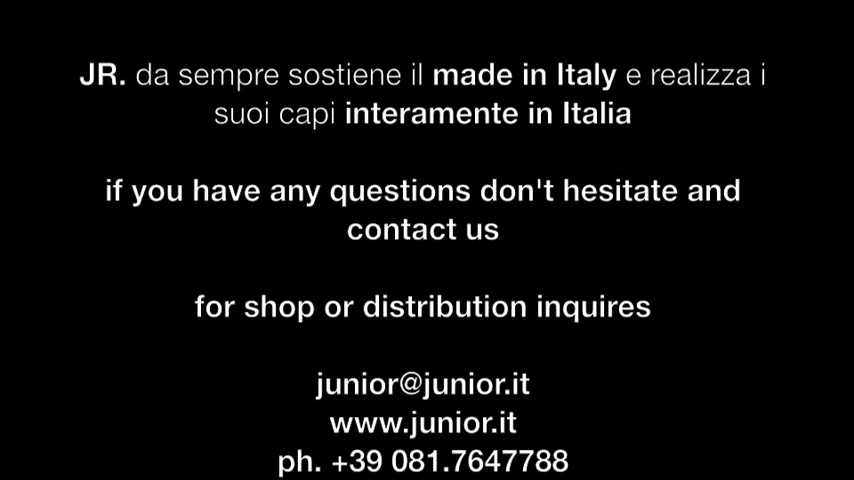 JR. da sempre sostiene il made in Italy e realizza i
suoi capi interamente in Italia
if you have any questions don't hesitate and
contact us
for shop or distribution inquires
junior@junior.it
www.junior.it
ph. +39 081.7647788